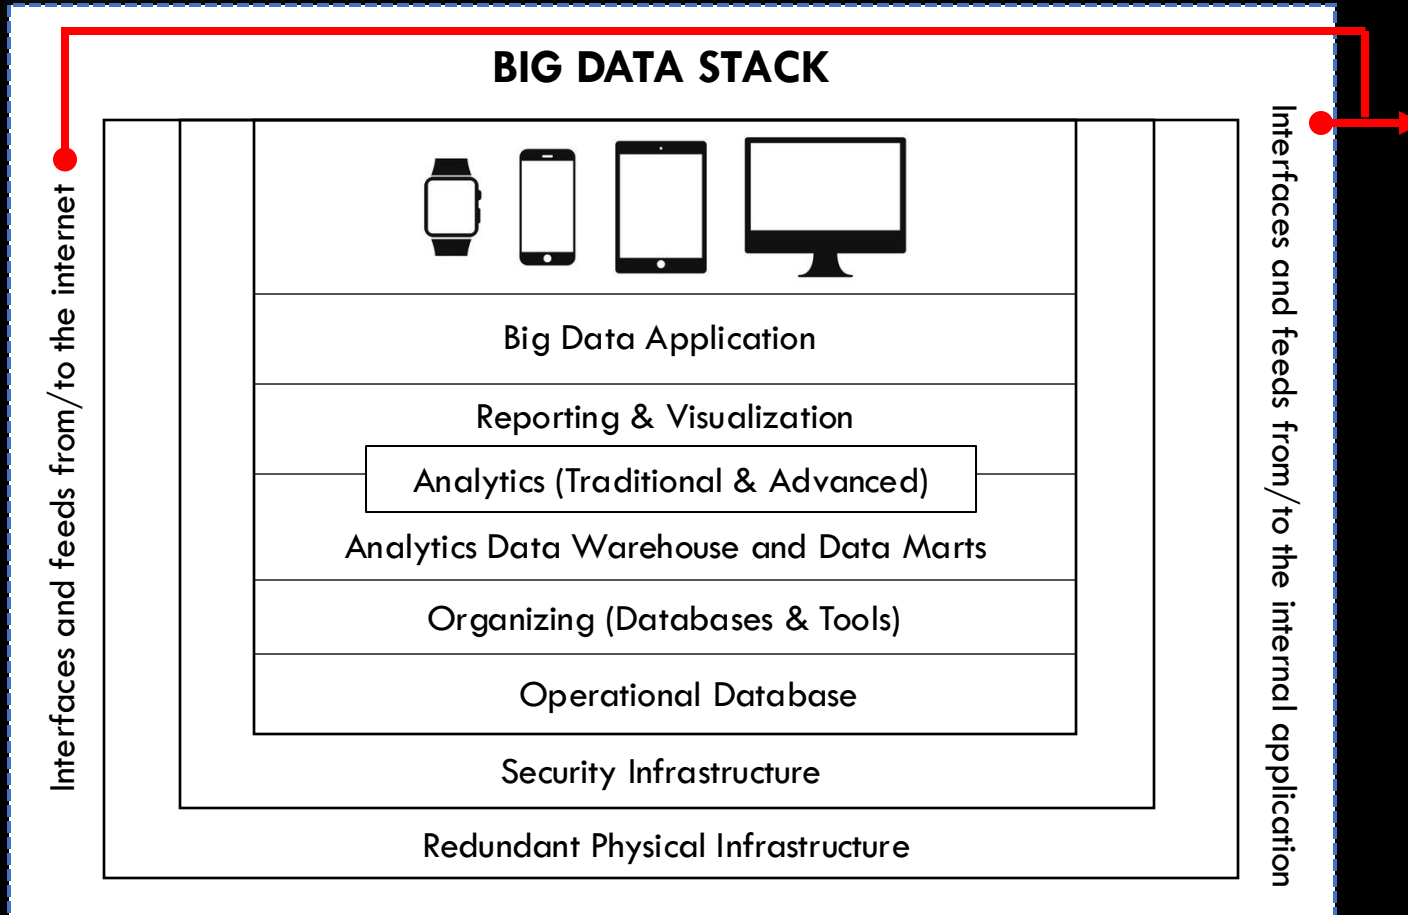 BIG DATA STACK
Interfaces and feeds from/to the internet
Interfaces and feeds from/to the internal application
Big Data Application
Reporting & Visualization
Analytics (Traditional & Advanced)
Analytics Data Warehouse and Data Marts
Organizing (Databases & Tools)
Operational Database
Security Infrastructure
Redundant Physical Infrastructure